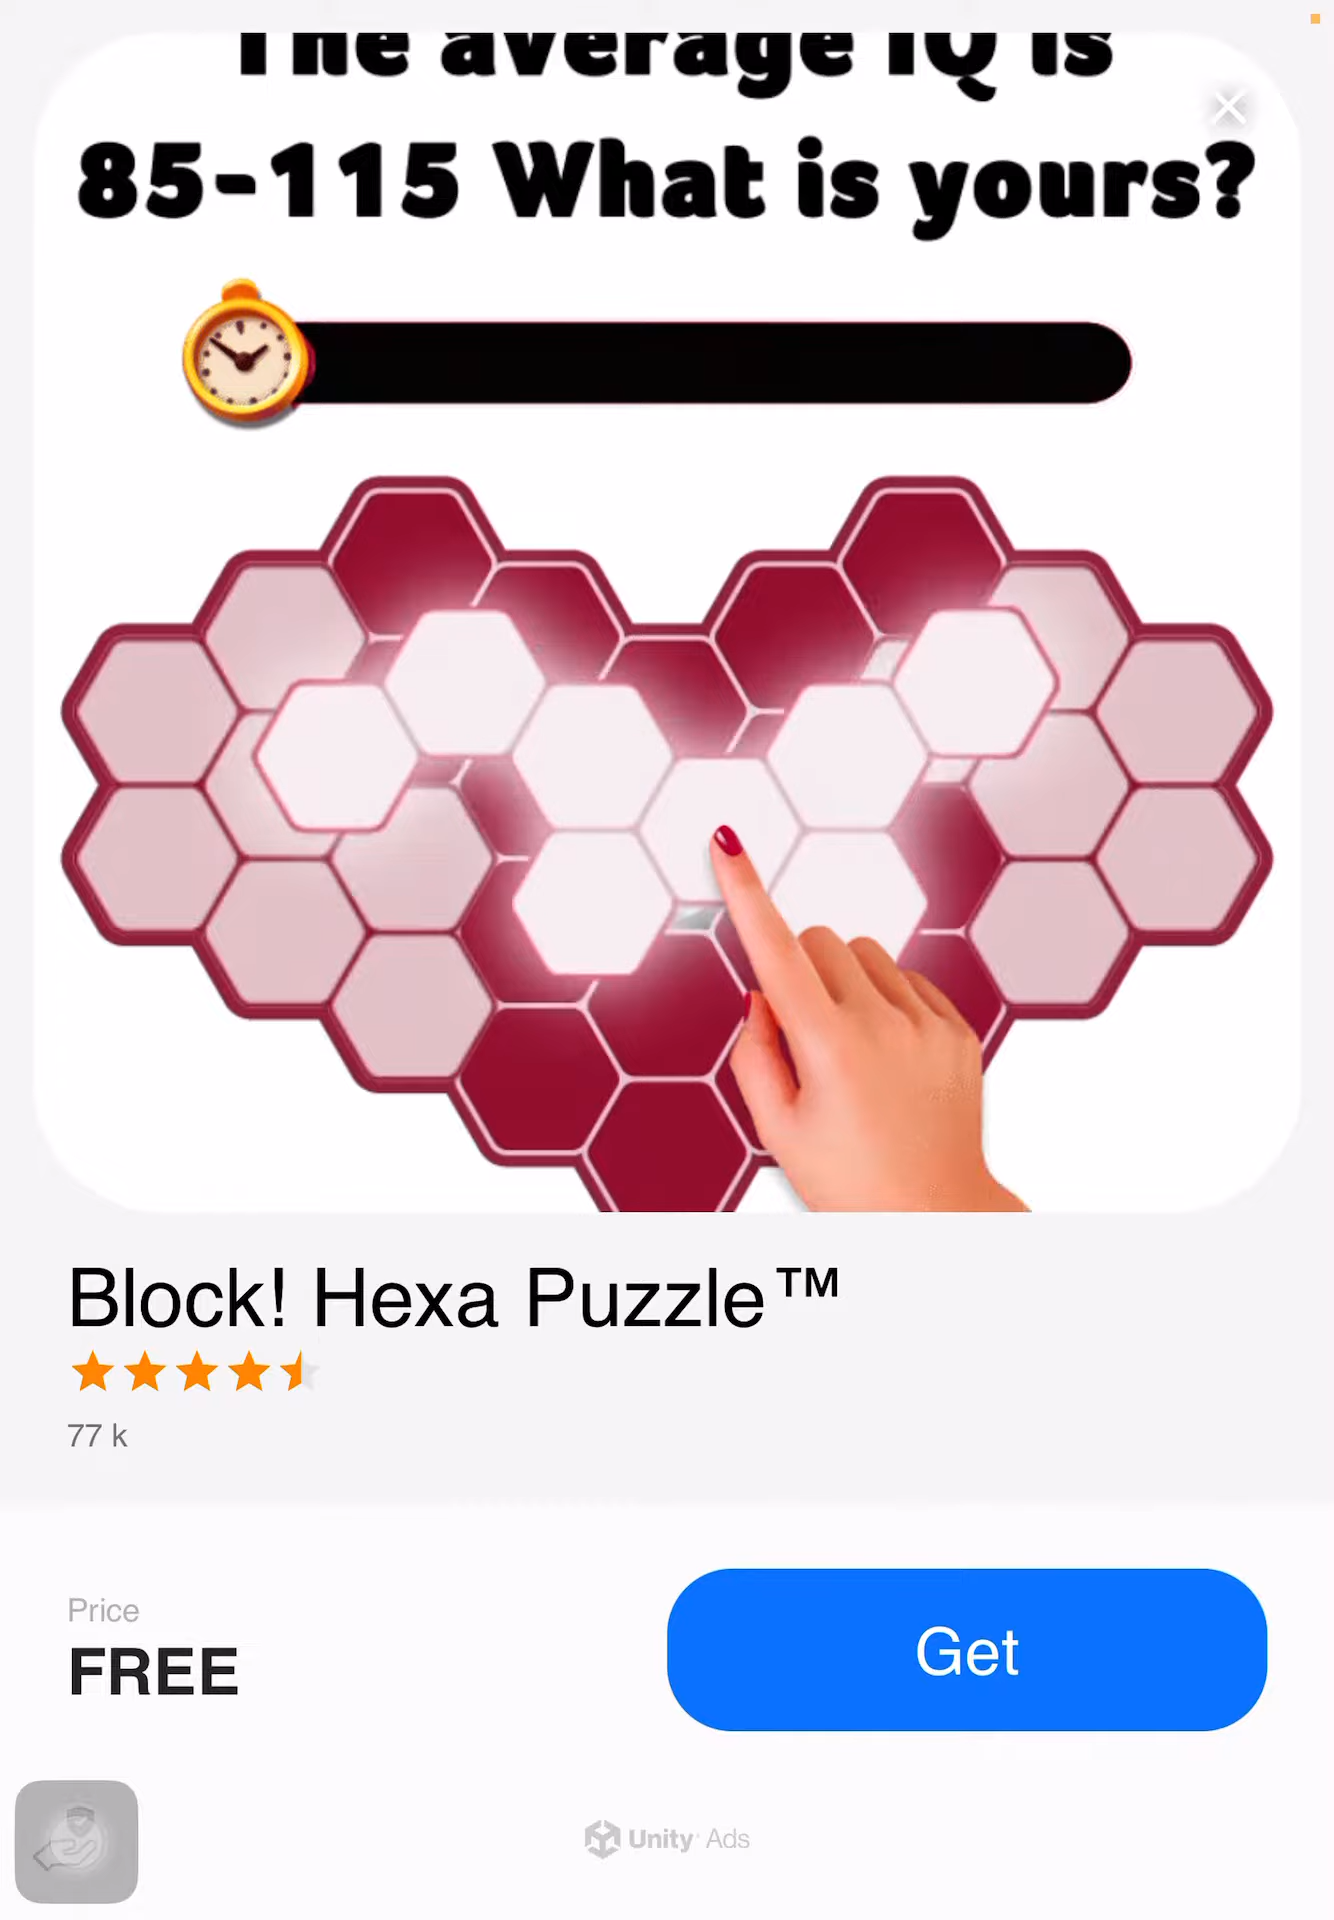 The average IQ is
85-115 What is yours?
Block! Hexa Puzzle™
77 k
Price
FREE
Get
Unity Ads